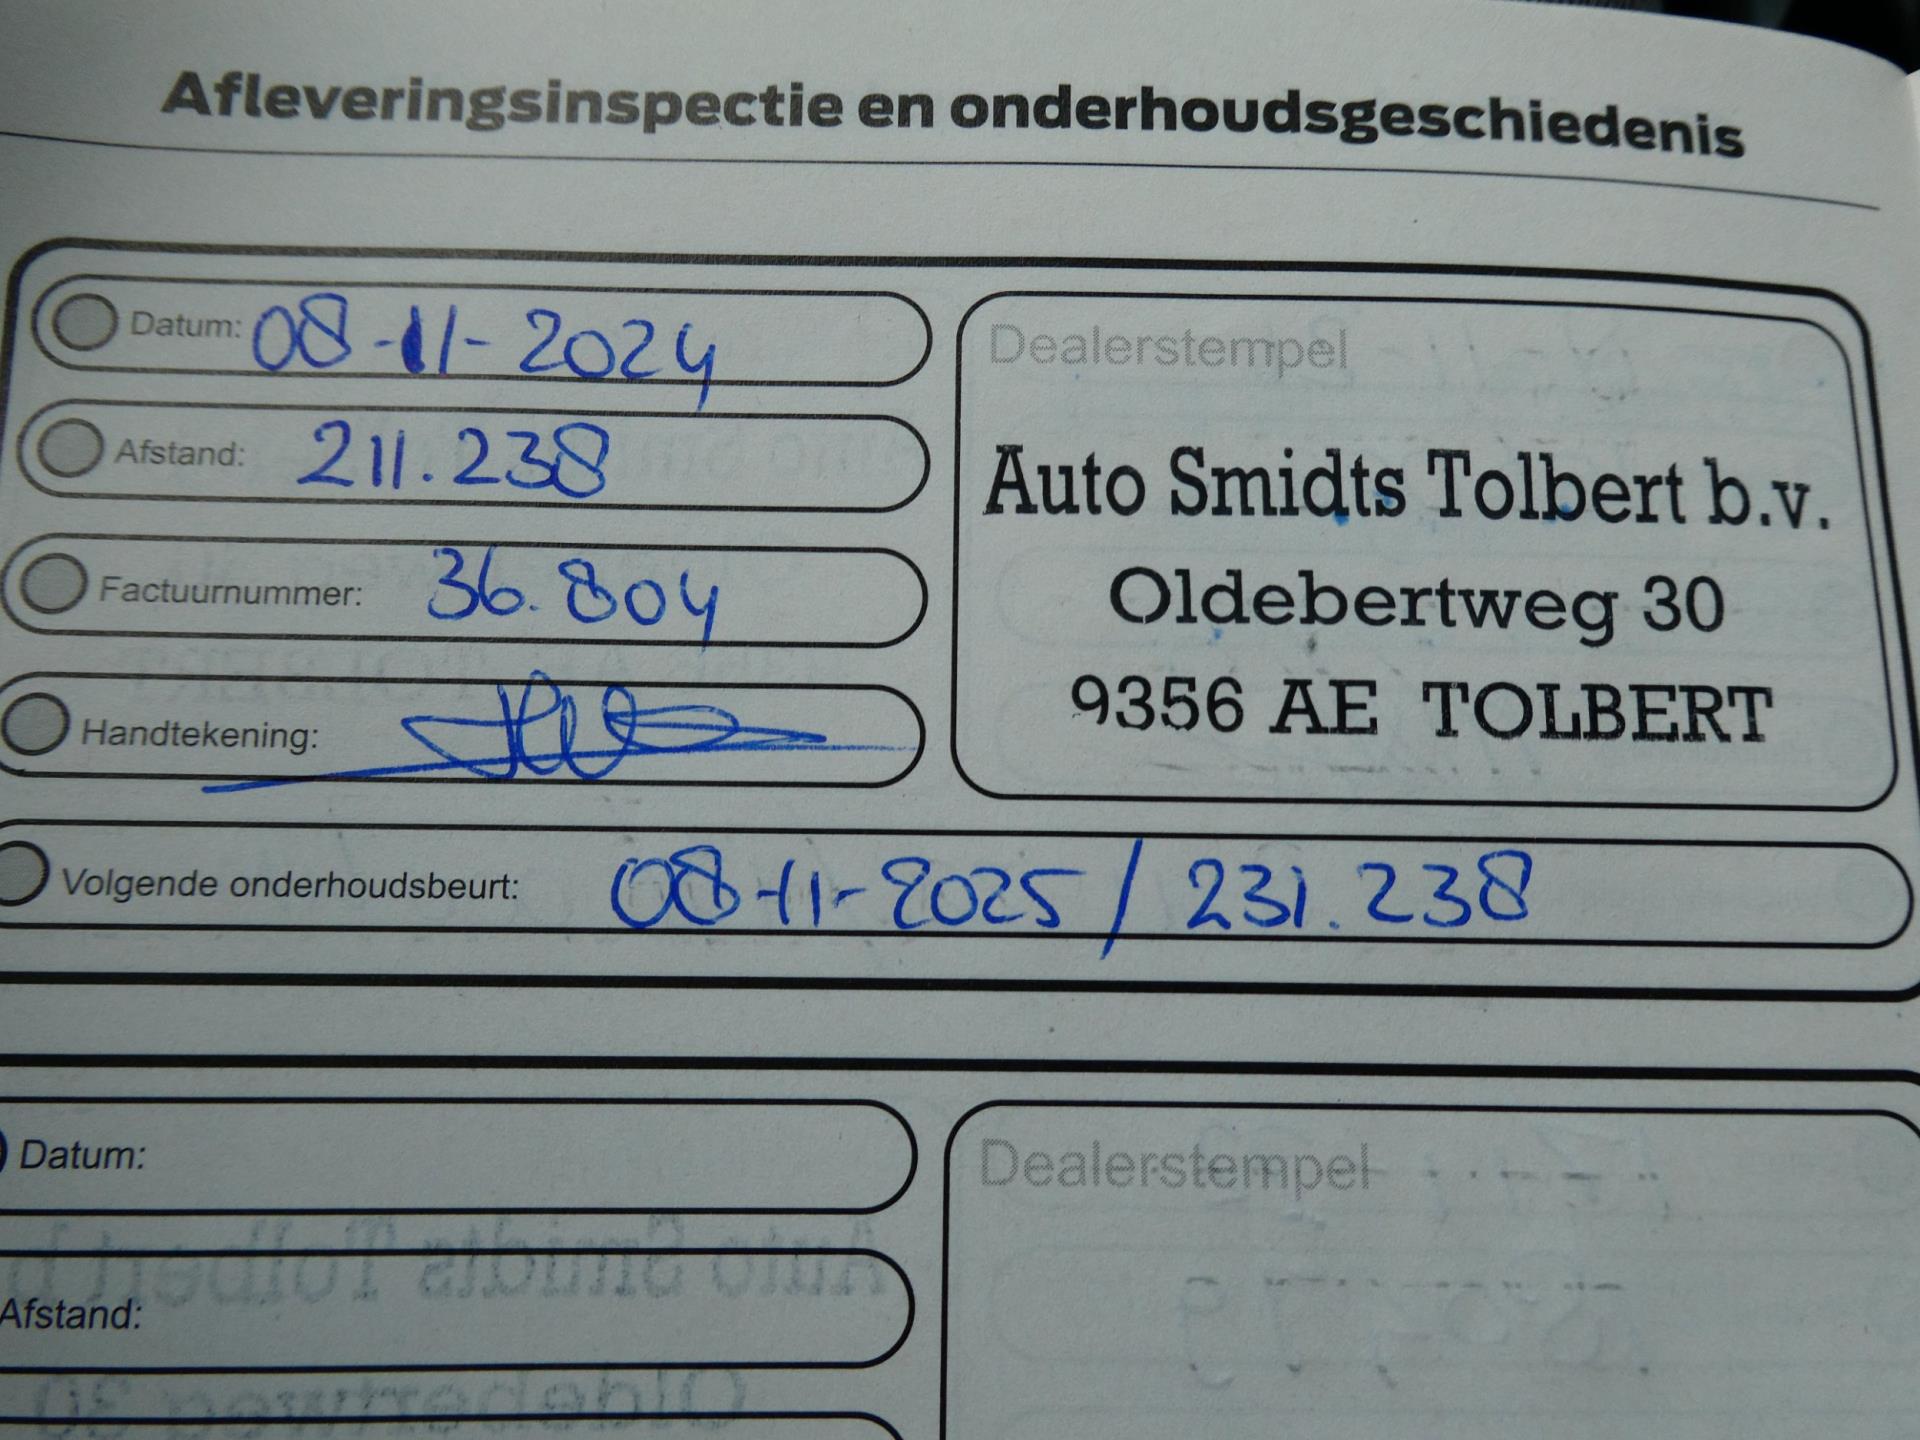 Afleveringsinspectie en onderhoudsgeschiedenis
Datum: 08-11-2024
Afstand: 211.238
Factuurnummer: 36.804
Handtekening:
Dealerstempel
Auto Smidts Tolbert b.v.
Oldebertweg 30
9356 AE TOLBERT
Volgende onderhoudsbeurt: 08-11-2025 / 231.238
Datum:
Afstand:
Dealerstempel